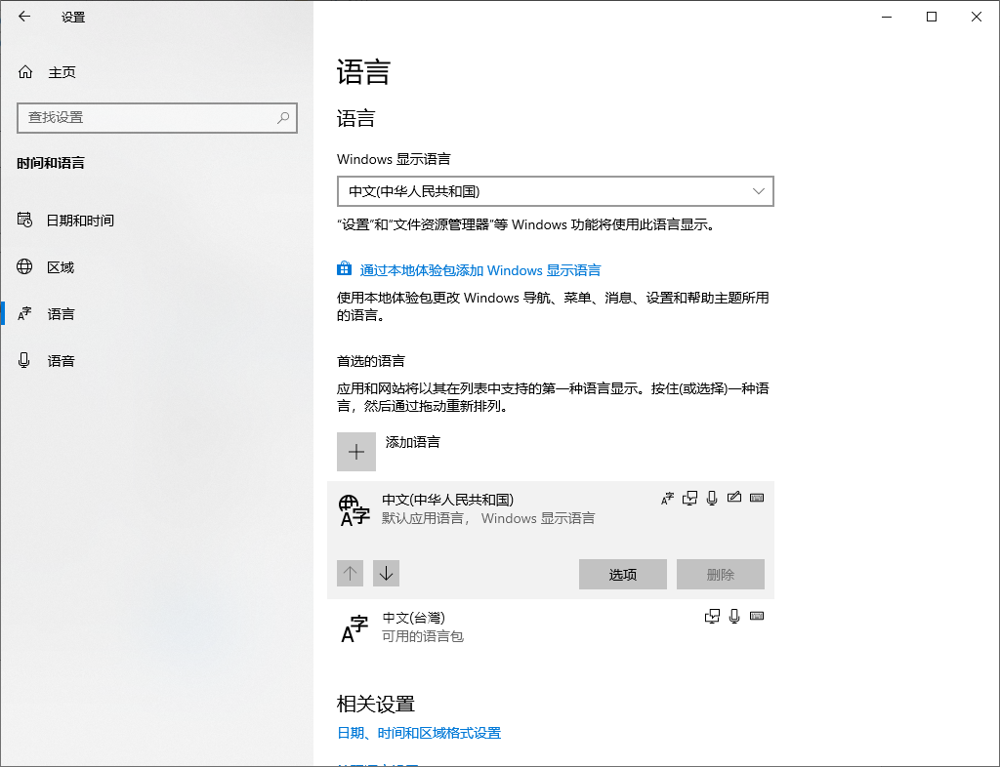 设置
主页
查找设置
时间和语言
日期和时间
区域
语言
语音
语言
语言
Windows 显示语言
中文(中华人民共和国)
“设置”和“文件资源管理器”等 Windows 功能将使用此语言显示。
通过本地体验包添加 Windows 显示语言
使用本地体验包更改 Windows 导航、菜单、消息、设置和帮助主题所用
的语言。
首选的语言
应用和网站将以其在列表中支持的第一种语言显示。按住(或选择)一种语
言，然后通过拖动重新排列。
添加语言
中文(中华人民共和国)
默认应用语言， Windows 显示语言
选项
删除
中文(台灣)
可用的语言包
相关设置
日期、时间和区域格式设置